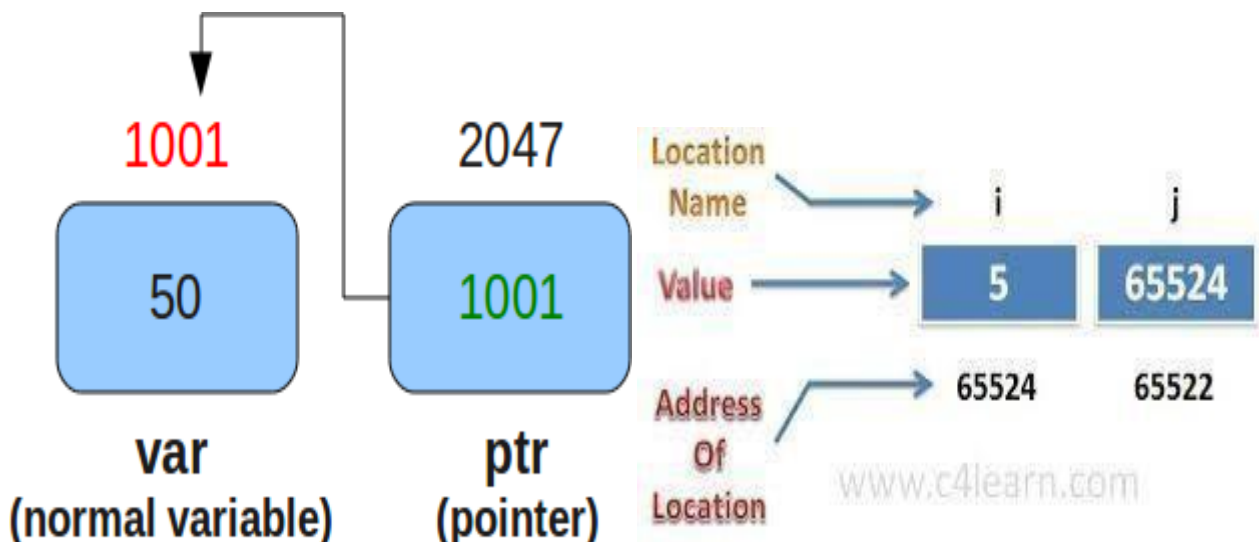 1001
2047
50
1001
var
(normal variable)
ptr
(pointer)
Location
Name
i
j
Value
5
65524
Address
Of
Location
65524
65522
www.c4learn.com